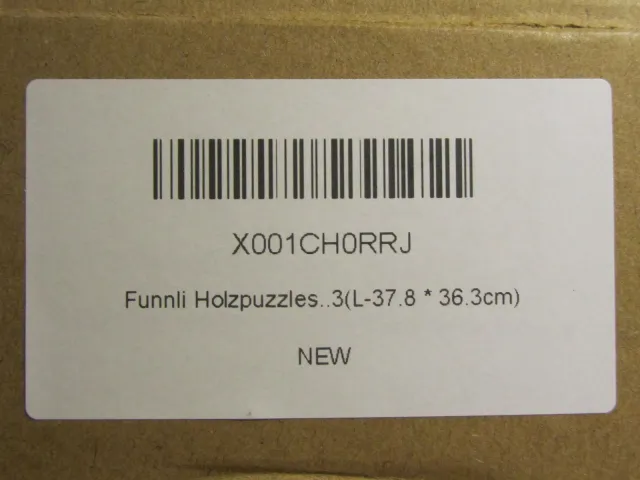 X001CH0RRJ
Funnli Holzpuzzles..3(L-37.8 * 36.3cm)
NEW